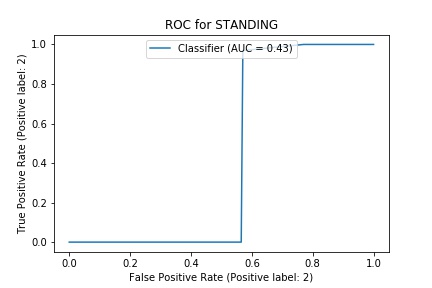 ROC for STANDING
1.0
Classifier (AUC = 0.43)
0.8
0.6
0.4
0.2
0.0
True Positive Rate (Positive label: 2)
0.0 0.2 0.4 0.6 0.8 1.0
False Positive Rate (Positive label: 2)